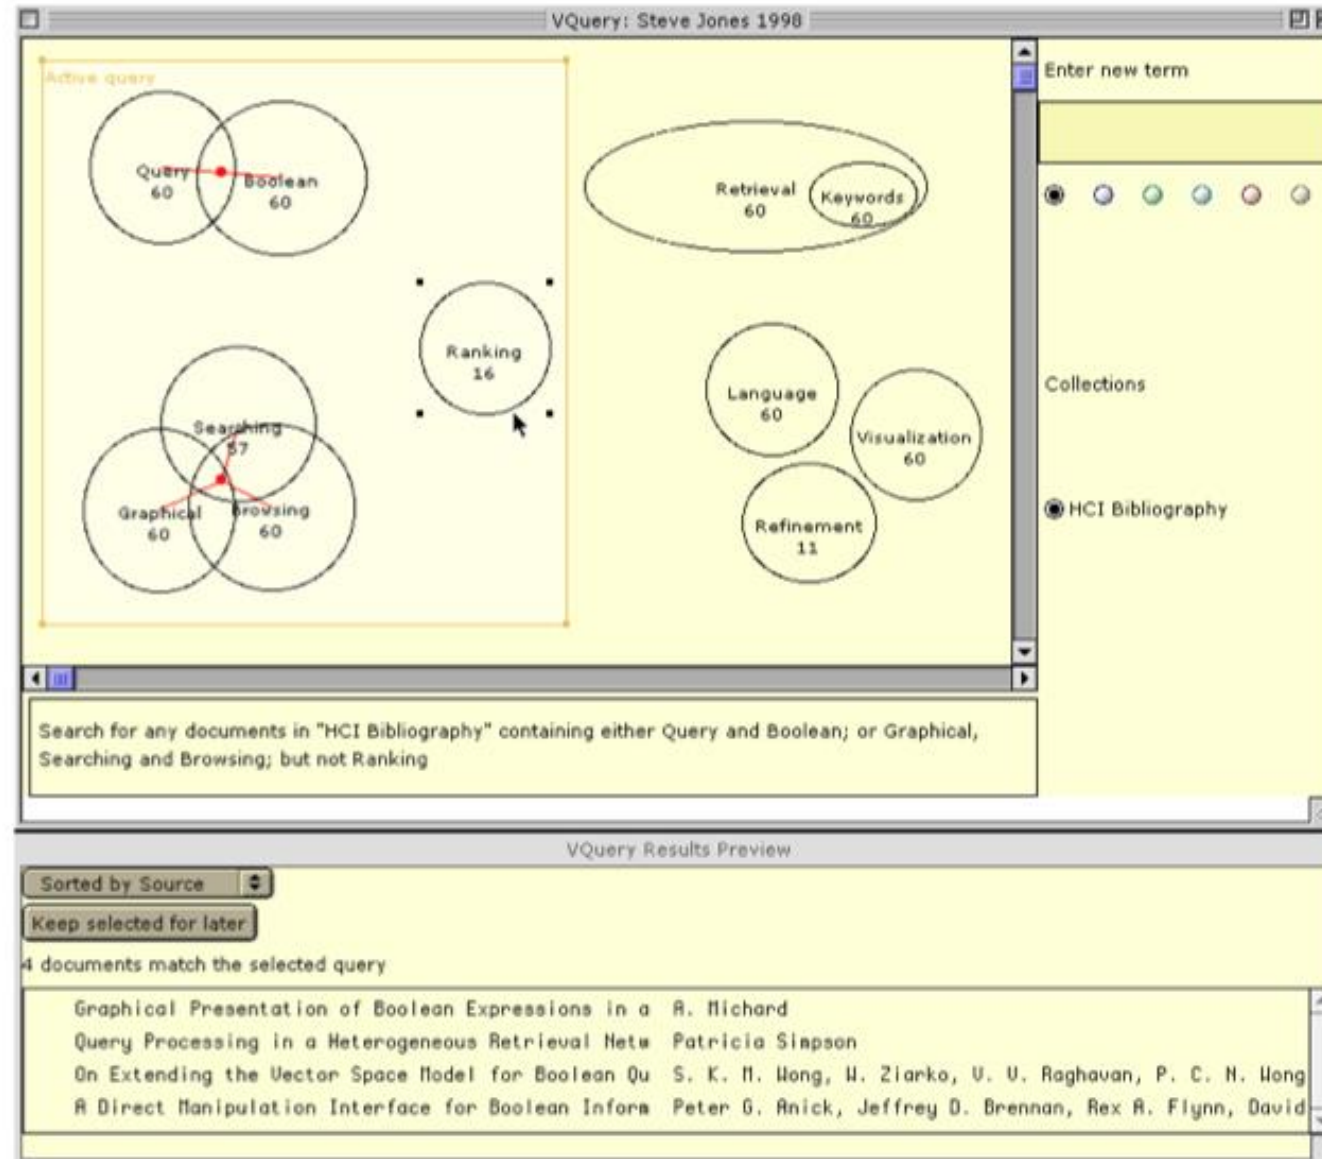 VQuery: Steve Jones 1998
Active query
Query
60
Boolean
60
Retrieval
60
Keywords
60
Ranking
16
Searching
57
Graphical
60
Browsing
60
Language
60
Visualization
60
Refinement
11
Enter new term
Collections
HCI Bibliography
Search for any documents in "HCI Bibliography" containing either Query and Boolean; or Graphical,
Searching and Browsing; but not Ranking
VQuery Results Preview
Sorted by Source
Keep selected for later
4 documents match the selected query
Graphical Presentation of Boolean Expressions in a A. Michard
Query Processing in a Heterogeneous Retrieval Netw Patricia Simpson
On Extending the Vector Space Model for Boolean Qu S. K. M. Wong, W. Ziarko, V. V. Raghavan, P. C. N. Wong
A Direct Manipulation Interface for Boolean Inform Peter G. Anick, Jeffrey D. Brennan, Rex A. Flynn, David